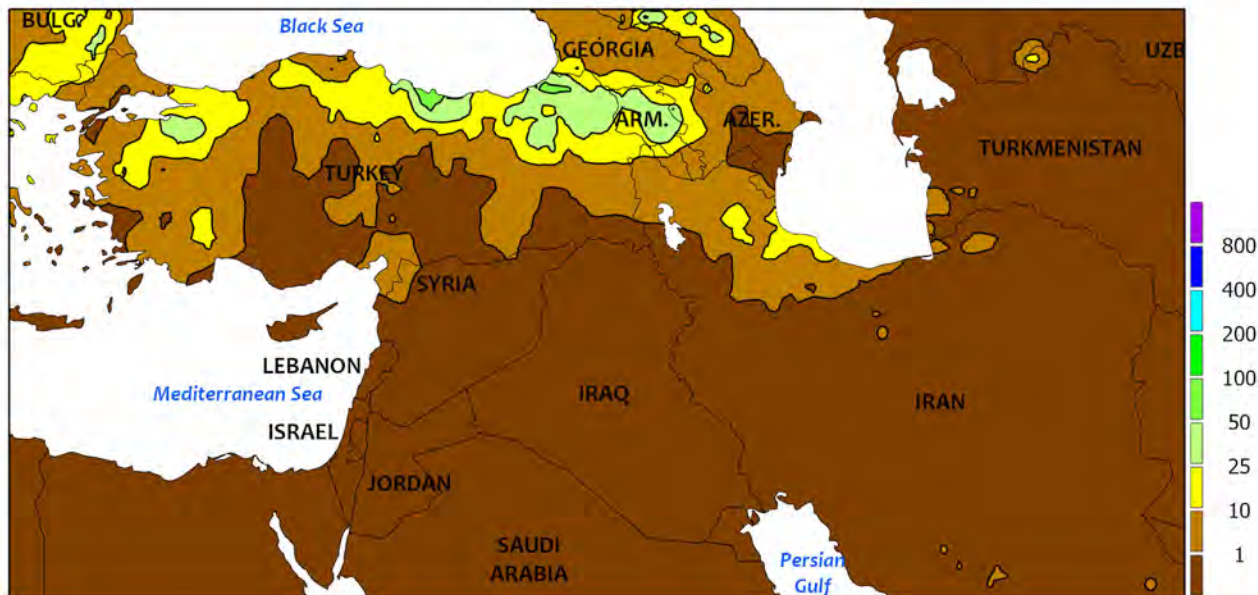 BULG.
Black Sea
GEORGIA
UZB
ARM.
AZER.
TURKMENISTAN
TURKEY
SYRIA
LEBANON
Mediterranean Sea
ISRAEL
IRAQ
IRAN
JORDAN
SAUDI
ARABIA
Persian
Gulf
800
400
200
100
50
25
10
1